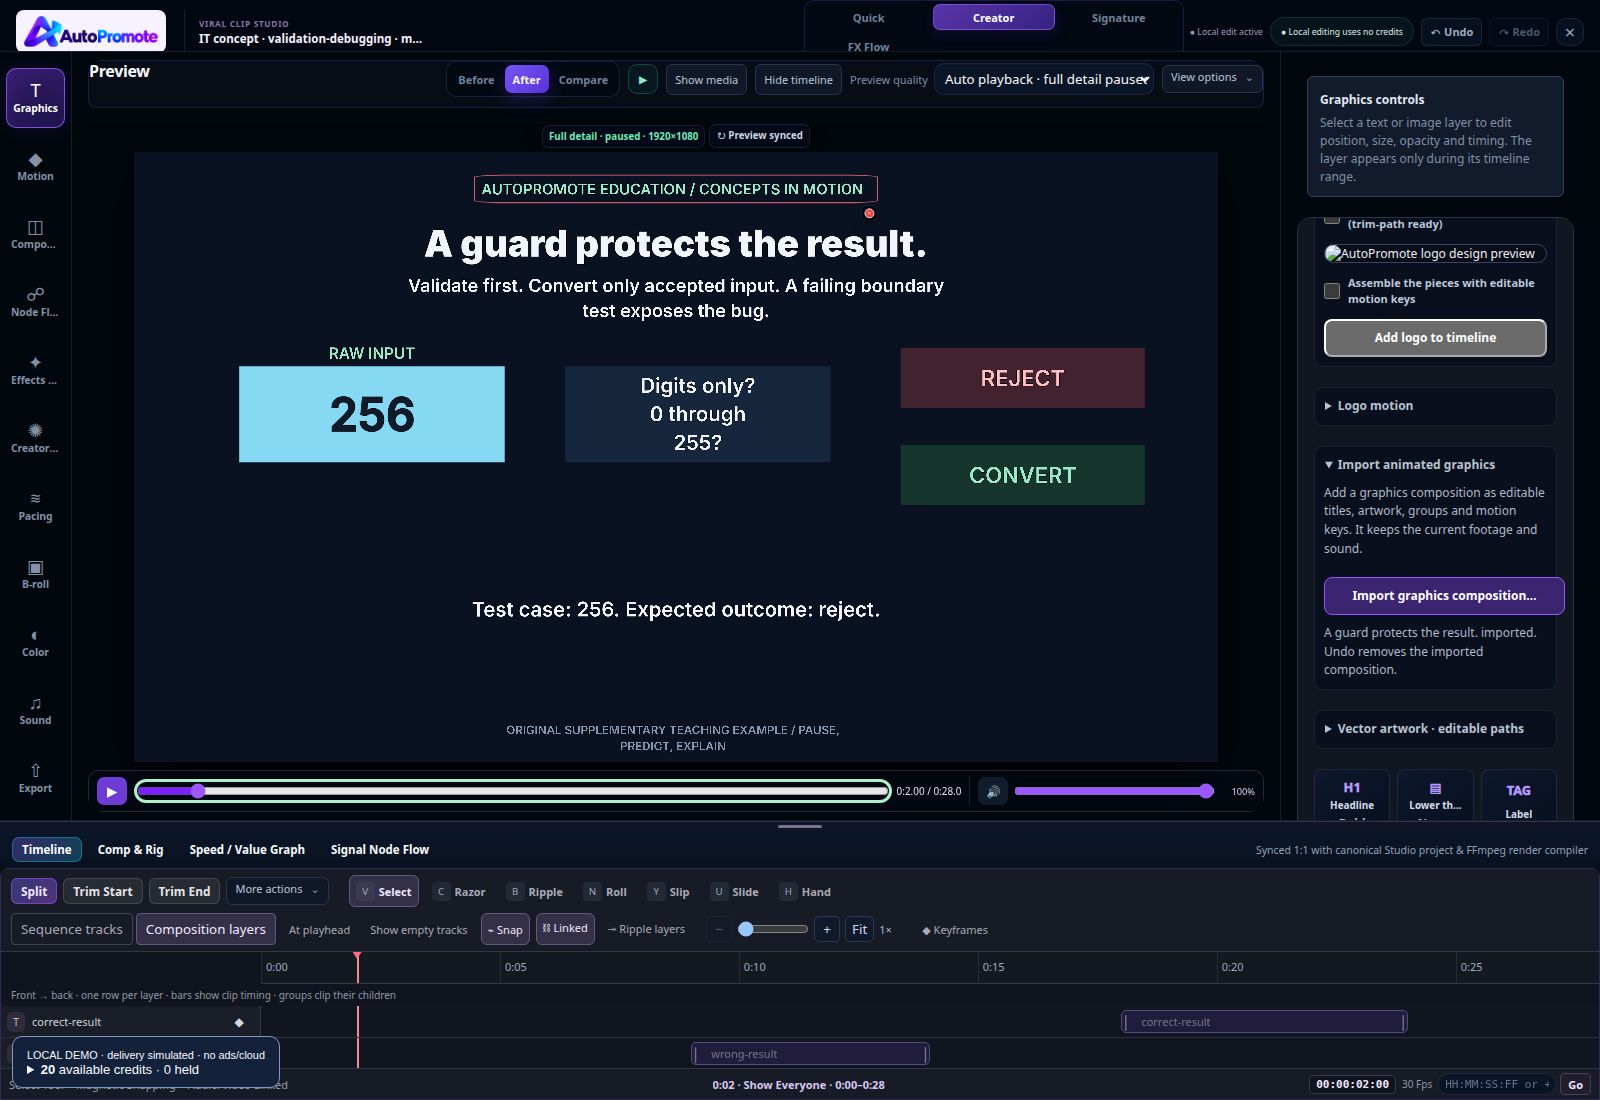 AutoPromote
VIRAL CLIP STUDIO
IT concept · validation-debugging · m...
Quick
Creator
Signature
FX Flow
● Local edit active
● Local editing uses no credits
↶ Undo
↷ Redo
✕
T
Graphics
Motion
Compo...
Node Fl...
Effects ...
Creator...
Pacing
B-roll
Color
Sound
Export
Preview
Before
After
Compare
Show media
Hide timeline
Preview quality
Auto playback · full detail paused
View options
Full detail · paused · 1920×1080
↻ Preview synced
AUTOPROMOTE EDUCATION / CONCEPTS IN MOTION
A guard protects the result.
Validate first. Convert only accepted input. A failing boundary
test exposes the bug.
RAW INPUT
256
Digits only?
0 through
255?
REJECT
CONVERT
Test case: 256. Expected outcome: reject.
ORIGINAL SUPPLEMENTARY TEACHING EXAMPLE / PAUSE,
PREDICT, EXPLAIN
0:2.00 / 0:28.0
100%
Graphics controls
Select a text or image layer to edit
position, size, opacity and timing. The
layer appears only during its timeline
range.
(trim-path ready)
AutoPromote logo design preview
Assemble the pieces with editable
motion keys
Add logo to timeline
Logo motion
Import animated graphics
Add a graphics composition as editable
titles, artwork, groups and motion
keys. It keeps the current footage and
sound.
Import graphics composition...
A guard protects the result. imported.
Undo removes the imported
composition.
Vector artwork · editable paths
H1
Headline
Lower th...
TAG
Label
Timeline
Comp & Rig
Speed / Value Graph
Signal Node Flow
Synced 1:1 with canonical Studio project & FFmpeg render compiler
Split
Trim Start
Trim End
More actions
V Select
C Razor
B Ripple
N Roll
Y Slip
U Slide
H Hand
Sequence tracks
Composition layers
At playhead
Show empty tracks
Snap
Linked
Ripple layers
−
+
Fit
1×
◆ Keyframes
0:00
0:05
0:10
0:15
0:20
0:25
Front → back · one row per layer · bars show clip timing · groups clip their children
T correct-result
correct-result
wrong-result
LOCAL DEMO · delivery simulated · no ads/cloud
▶ 20 available credits · 0 held
0:02 · Show Everyone · 0:00–0:28
00:00:02:00
30 Fps
HH:MM:SS:FF or +
Go